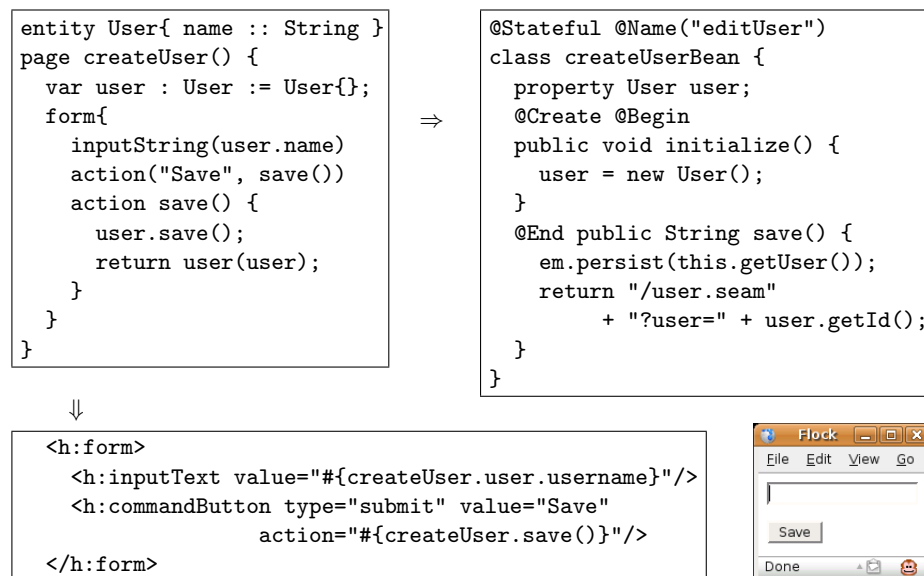 entity User{ name :: String }
page createUser() {
  var user : User := User{};
  form{
    inputString(user.name)
    action("Save", save())
    action save() {
      user.save();
      return user(user);
    }
  }
}
⇒
@Stateful @Name("editUser")
class createUserBean {
  property User user;
  @Create @Begin
  public void initialize() {
    user = new User();
  }
  @End public String save() {
    em.persist(this.getUser());
    return "/user.seam"
         + "?user=" + user.getId();
  }
}
⇓
<h:form>
  <h:inputText value="#{createUser.user.username}"/>
  <h:commandButton type="submit" value="Save"
                action="#{createUser.save()}"/>
</h:form>
Flock
File Edit View Go
Save
Done